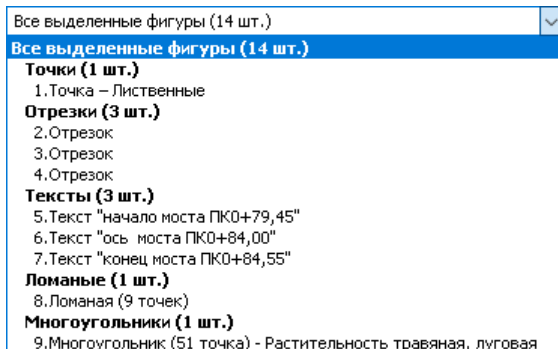 Все выделенные фигуры (14 шт.)
Все выделенные фигуры (14 шт.)
Точки (1 шт.)
1.Точка – Лиственные
Отрезки (3 шт.)
2.Отрезок
3.Отрезок
4.Отрезок
Тексты (3 шт.)
5.Текст "начало моста ПК0+79,45"
6.Текст "ось  моста ПК0+84,00"
7.Текст "конец моста ПК0+84,55"
Ломаные (1 шт.)
8.Ломаная (9 точек)
Многоугольники (1 шт.)
9.Многоугольник (51 точка) - Растительность травяная, луговая